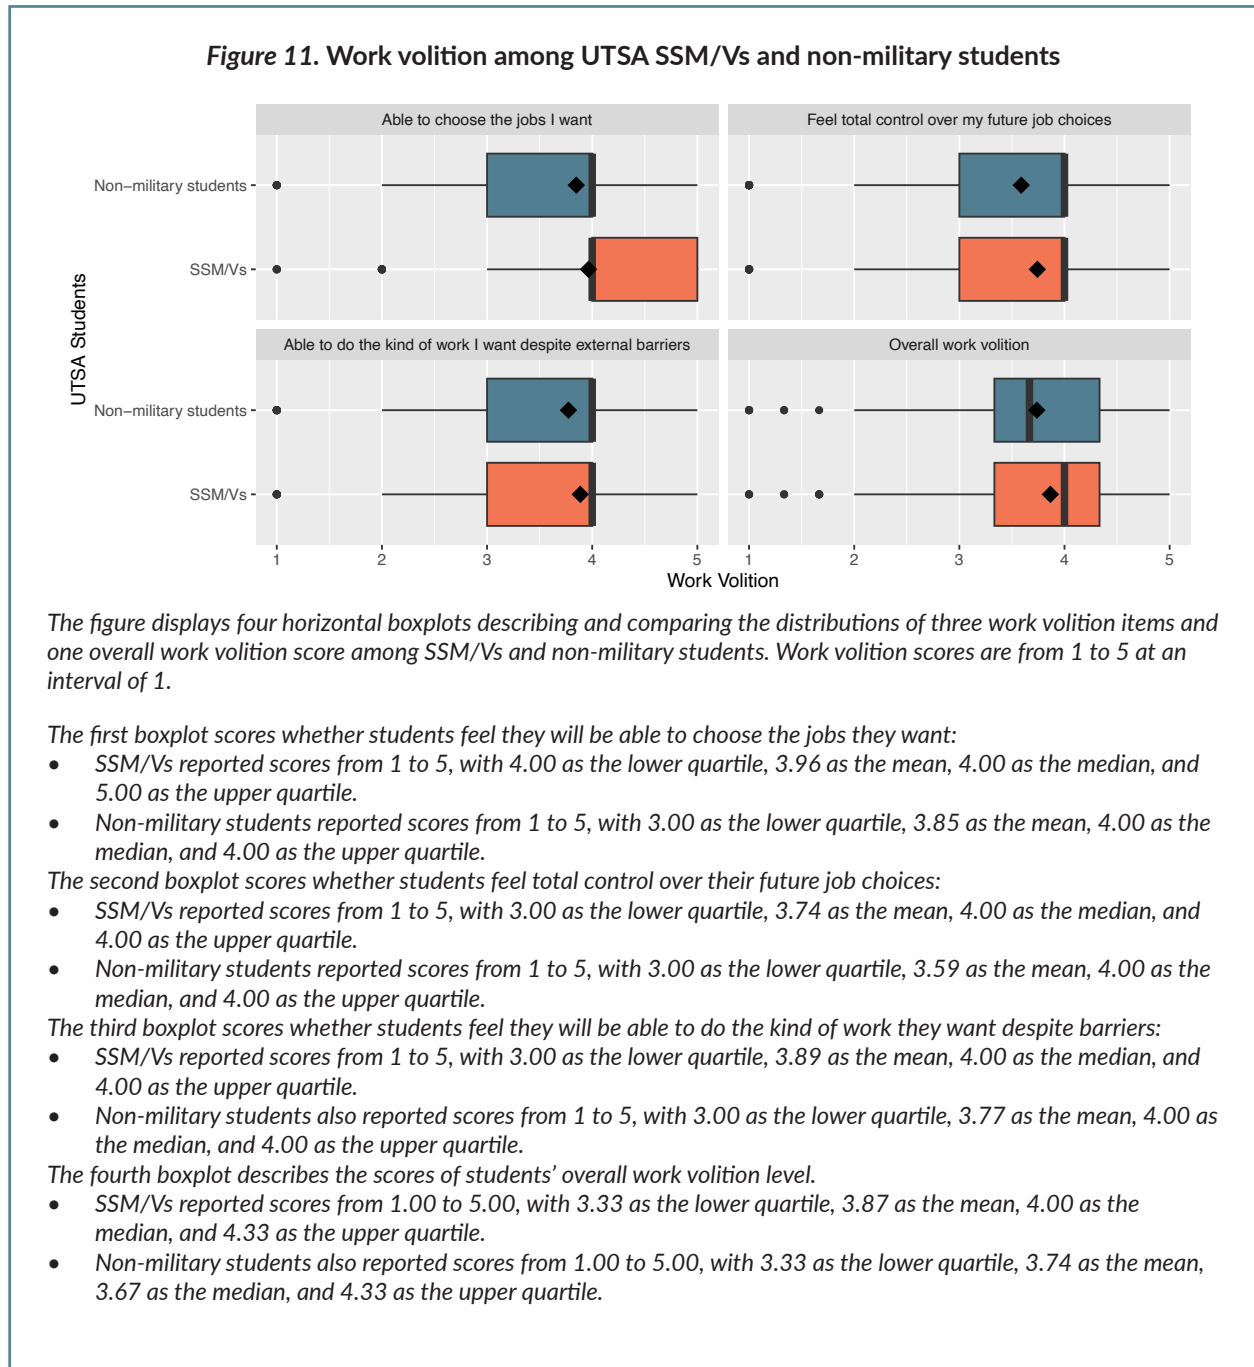 Figure 11. Work volition among UTSA SSM/Vs and non-military students
Able to choose the jobs I want
Feel total control over my future job choices
Non−military students
SSM/Vs
Able to do the kind of work I want despite external barriers
Overall work volition
UTSA Students
Non−military students
SSM/Vs
1 2 3 4 5 1 2 3 4 5
Work Volition
The figure displays four horizontal boxplots describing and comparing the distributions of three work volition items and
one overall work volition score among SSM/Vs and non-military students. Work volition scores are from 1 to 5 at an
interval of 1.
The first boxplot scores whether students feel they will be able to choose the jobs they want:
• SSM/Vs reported scores from 1 to 5, with 4.00 as the lower quartile, 3.96 as the mean, 4.00 as the median, and
5.00 as the upper quartile.
• Non-military students reported scores from 1 to 5, with 3.00 as the lower quartile, 3.85 as the mean, 4.00 as the
median, and 4.00 as the upper quartile.
The second boxplot scores whether students feel total control over their future job choices:
• SSM/Vs reported scores from 1 to 5, with 3.00 as the lower quartile, 3.74 as the mean, 4.00 as the median, and
4.00 as the upper quartile.
• Non-military students reported scores from 1 to 5, with 3.00 as the lower quartile, 3.59 as the mean, 4.00 as the
median, and 4.00 as the upper quartile.
The third boxplot scores whether students feel they will be able to do the kind of work they want despite barriers:
• SSM/Vs reported scores from 1 to 5, with 3.00 as the lower quartile, 3.89 as the mean, 4.00 as the median, and
4.00 as the upper quartile.
• Non-military students also reported scores from 1 to 5, with 3.00 as the lower quartile, 3.77 as the mean, 4.00 as
the median, and 4.00 as the upper quartile.
The fourth boxplot describes the scores of students’ overall work volition level.
• SSM/Vs reported scores from 1.00 to 5.00, with 3.33 as the lower quartile, 3.87 as the mean, 4.00 as the
median, and 4.33 as the upper quartile.
• Non-military students also reported scores from 1.00 to 5.00, with 3.33 as the lower quartile, 3.74 as the mean,
3.67 as the median, and 4.33 as the upper quartile.